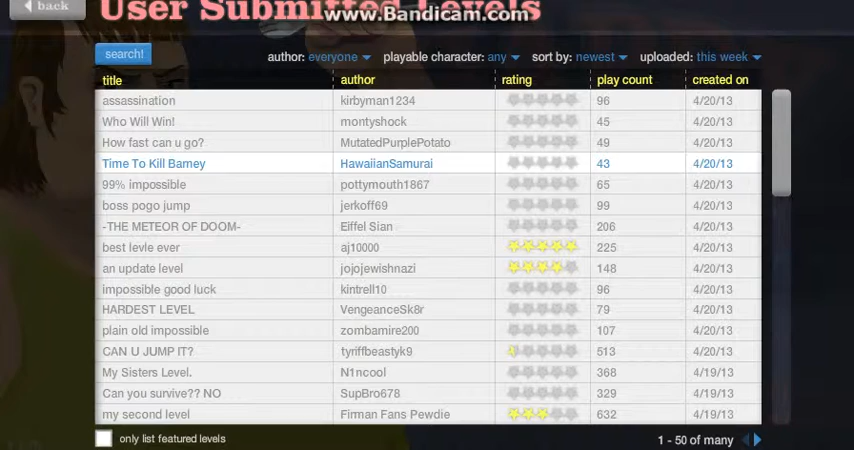 back
User Submitted Levels
www.Bandicam.com
search!
author: everyone playable character: any sort by: newest uploaded: this week
title author rating play count created on
assassination kirbyman1234 96 4/20/13
Who Will Win! montyshock 45 4/20/13
How fast can u go? MutatedPurplePotato 49 4/20/13
Time To Kill Barney HawaiianSamurai 43 4/20/13
99% impossible pottymouth1867 65 4/20/13
boss pogo jump jerkoff69 99 4/20/13
-THE METEOR OF DOOM- Eiffel Sian 206 4/20/13
best levle ever aj10000 225 4/20/13
an update level jojojewishnazi 148 4/20/13
impossible good luck kintrell10 96 4/20/13
HARDEST LEVEL VengeanceSk8r 79 4/20/13
plain old impossible zombamire200 107 4/20/13
CAN U JUMP IT? tyriffbeastyk9 513 4/20/13
My Sisters Level. N1ncool 368 4/19/13
Can you survive?? NO SupBro678 329 4/19/13
my second level Firman Fans Pewdie 632 4/19/13
only list featured levels 1 - 50 of many